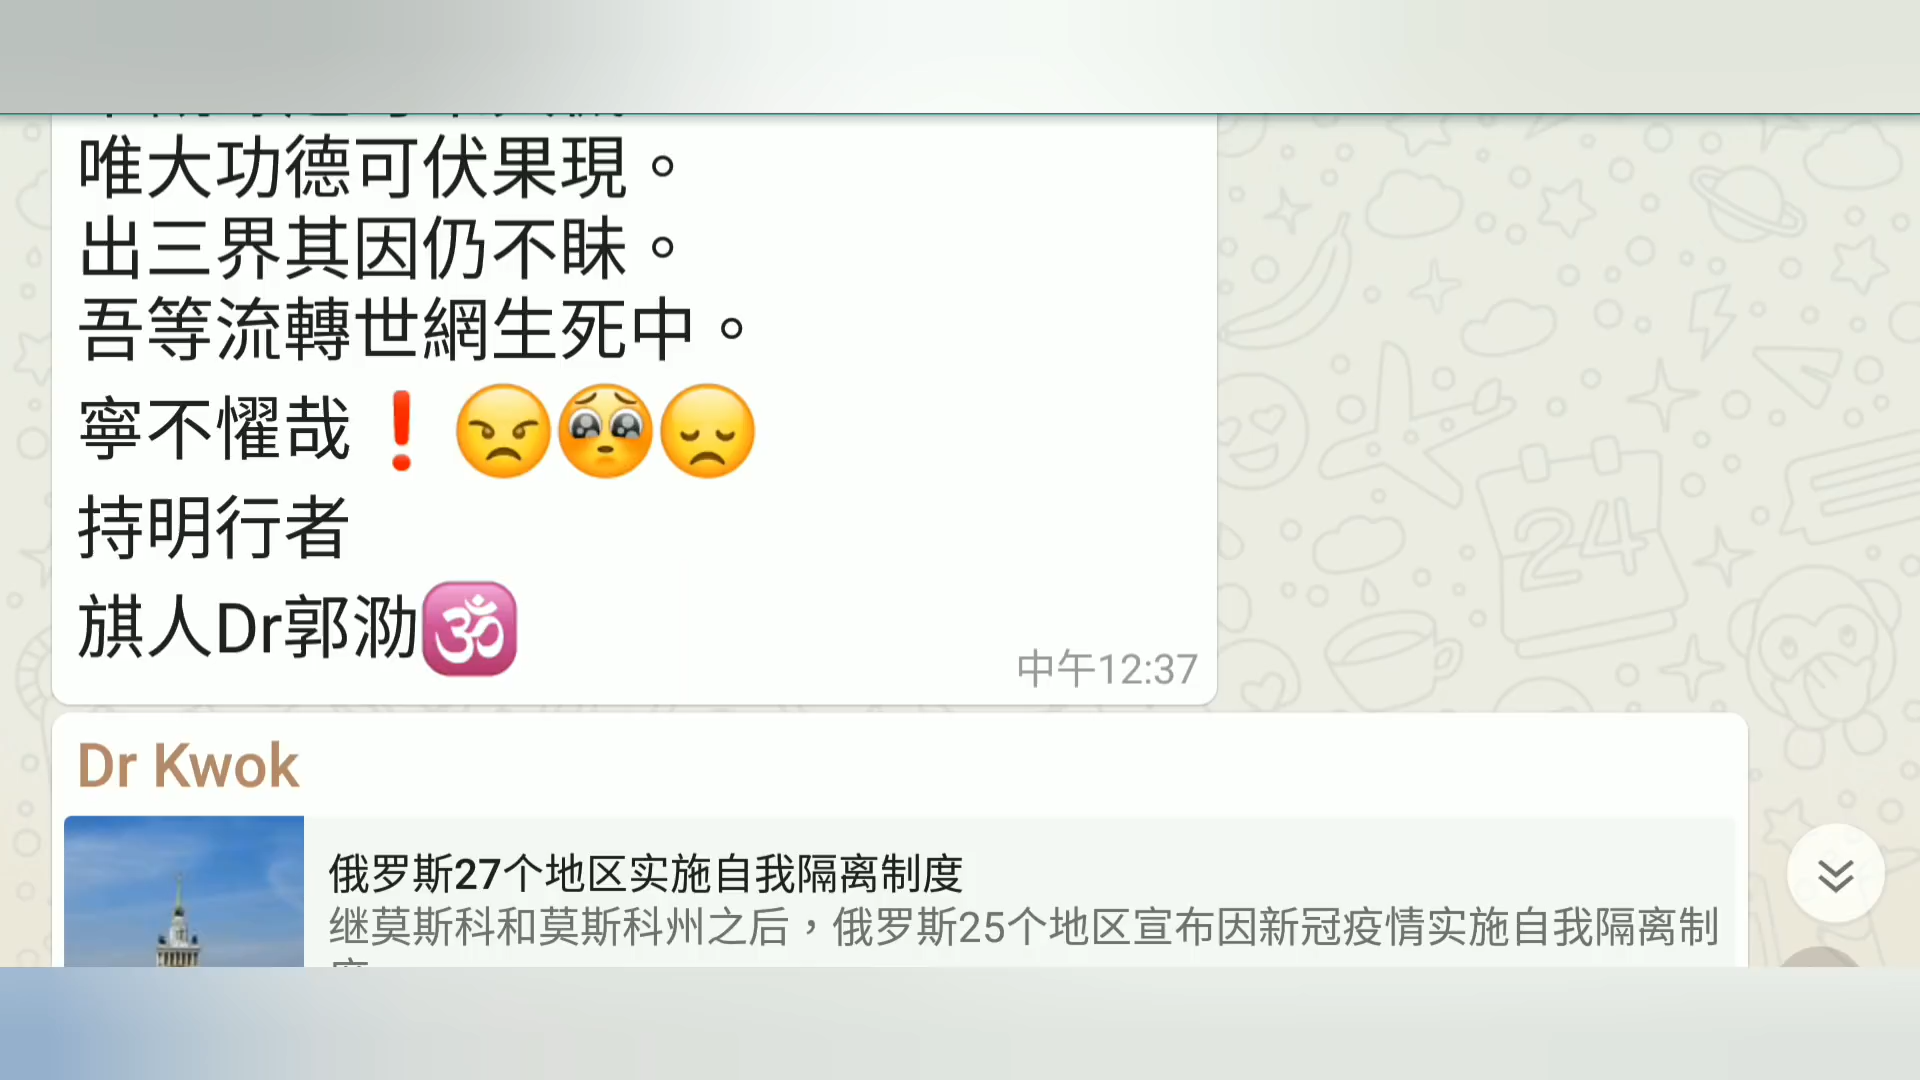 唯大功德可伏果現。
出三界其因仍不昧。
吾等流轉世網生死中。
寧不懼哉❗😠🥺😞
持明行者
旗人Dr郭泐🕉
中午12:37
Dr Kwok
俄罗斯27个地区实施自我隔离制度
继莫斯科和莫斯科州之后，俄罗斯25个地区宣布因新冠疫情实施自我隔离制